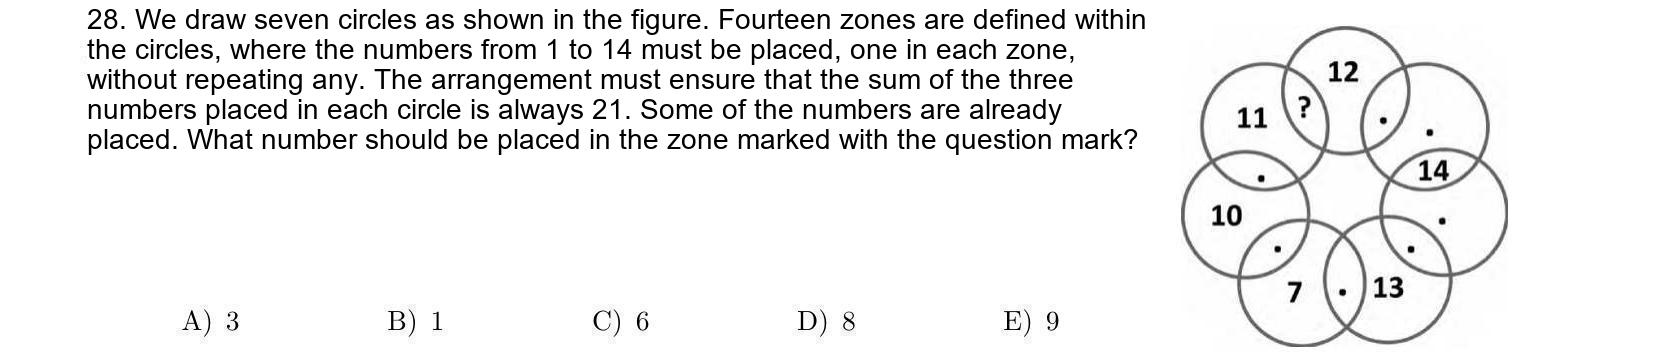 28. We draw seven circles as shown in the figure. Fourteen zones are defined within
the circles, where the numbers from 1 to 14 must be placed, one in each zone,
without repeating any. The arrangement must ensure that the sum of the three
numbers placed in each circle is always 21. Some of the numbers are already
placed. What number should be placed in the zone marked with the question mark?
12
11 ? .
.
14
.
10 .
. .
7 . 13
A) 3 B) 1 C) 6 D) 8 E) 9